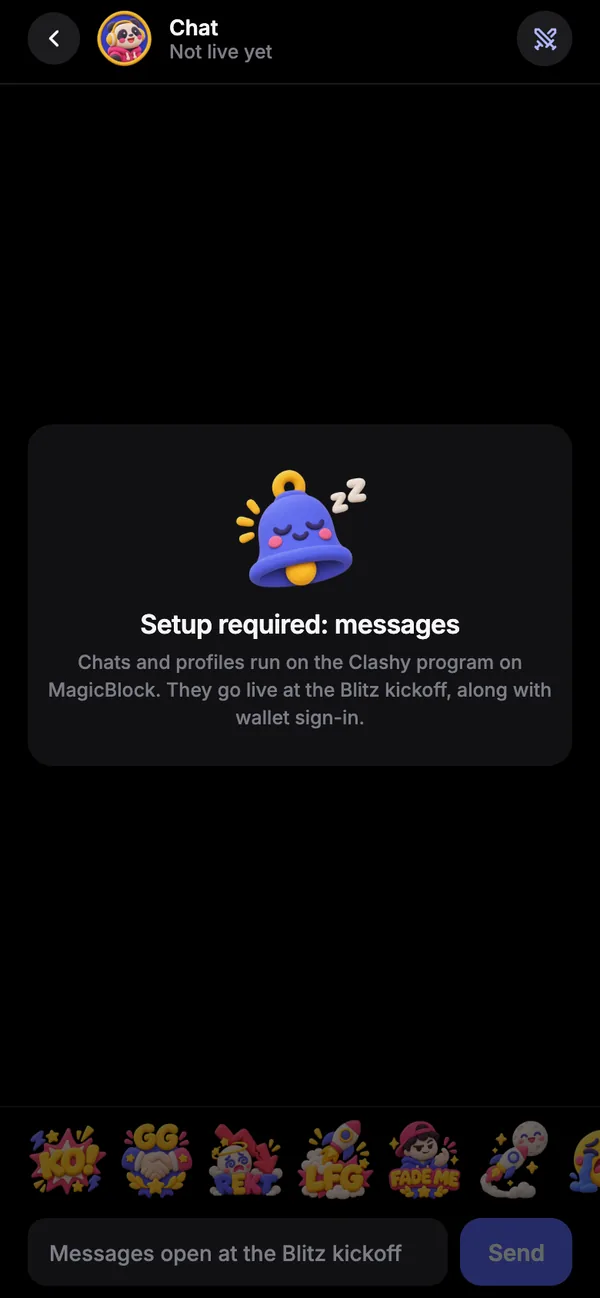 Chat
Not live yet
zz
Setup required: messages
Chats and profiles run on the Clashy program on
MagicBlock. They go live at the Blitz kickoff, along with
wallet sign-in.
KO!
GG
REKT
LFG
FADE ME
Messages open at the Blitz kickoff
Send